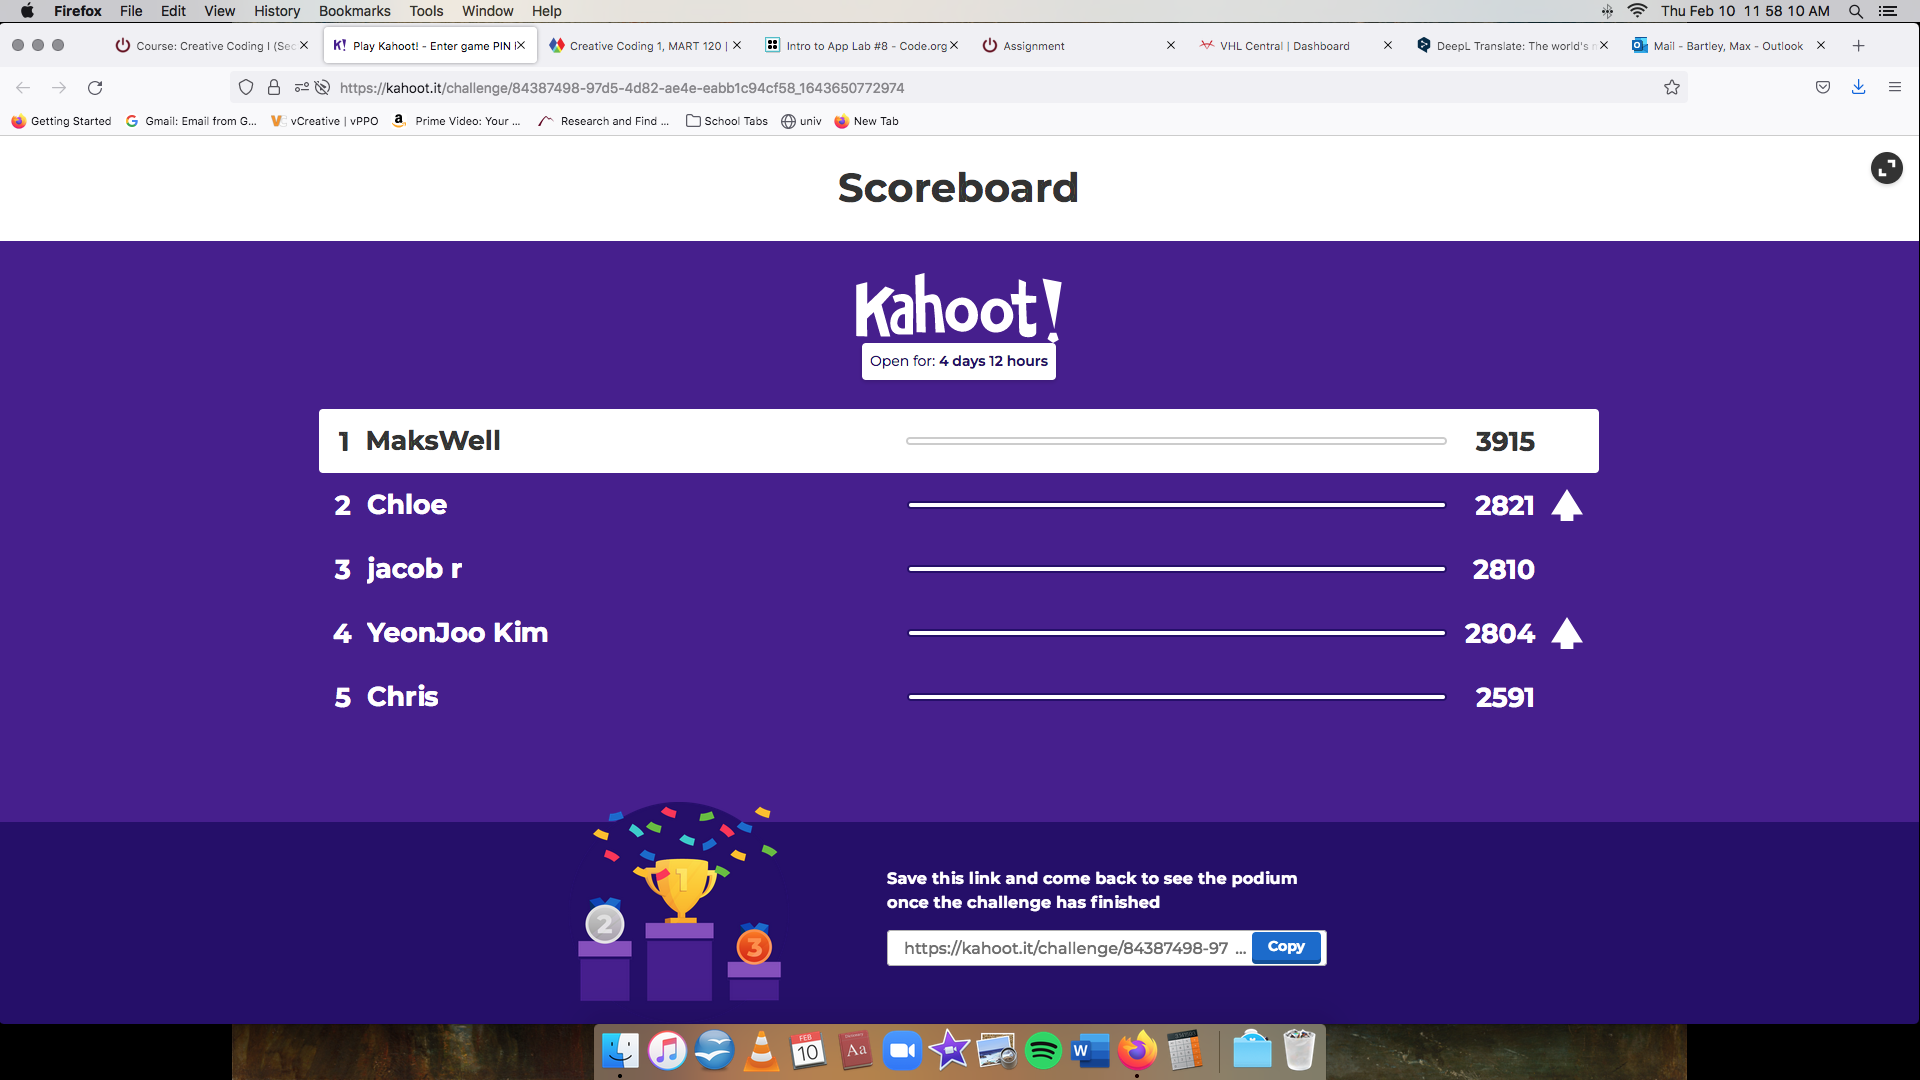 Firefox File Edit View History Bookmarks Tools Window Help Thu Feb 10 11 58 10 AM
Course: Creative Coding I (Sec K! Play Kahoot! - Enter game PIN Creative Coding 1, MART 120 | Intro to App Lab #8 - Code.org Assignment VHL Central | Dashboard DeepL Translate: The world's Mail - Bartley, Max - Outlook
https://kahoot.it/challenge/84387498-97d5-4d82-ae4e-eabb1c94cf58_1643650772974
Getting Started Gmail: Email from G... vCreative | vPPO Prime Video: Your ... Research and Find ... School Tabs univ New Tab
Scoreboard
Kahoot!
Open for: 4 days 12 hours
1 MaksWell 3915
2 Chloe 2821
3 jacob r 2810
4 YeonJoo Kim 2804
5 Chris 2591
1
2
3
Save this link and come back to see the podium
once the challenge has finished
https://kahoot.it/challenge/84387498-97 ... Copy
FEB
10
Aa
W